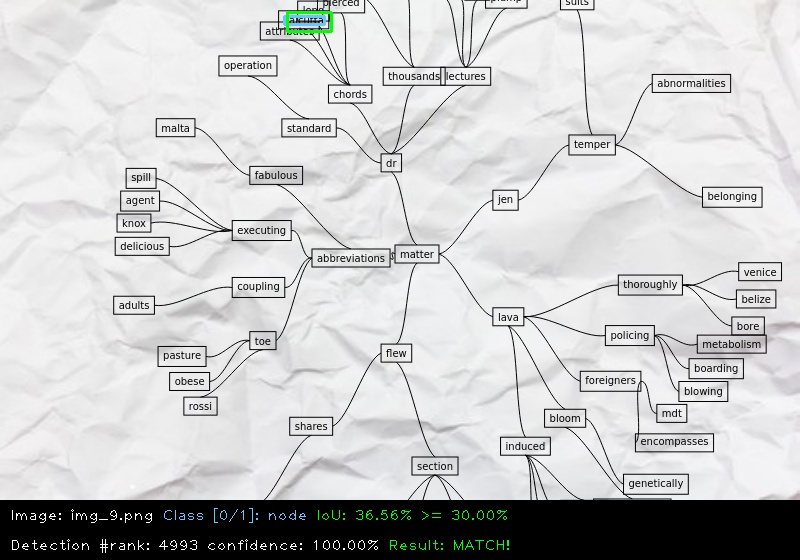 pierced
long
plump
suits
attributes
operation
thousands
lectures
abnormalities
chords
malta
standard
temper
dr
spill
fabulous
agent
jen
belonging
knox
executing
delicious
abbreviations
matter
venice
coupling
thoroughly
belize
adults
lava
bore
toe
policing
metabolism
pasture
flew
boarding
obese
foreigners
blowing
rossi
mdt
shares
bloom
induced
encompasses
section
genetically
Image: img_9.png Class [0/1]: node IoU: 36.56% >= 30.00%
Detection #rank: 4993 confidence: 100.00% Result: MATCH!